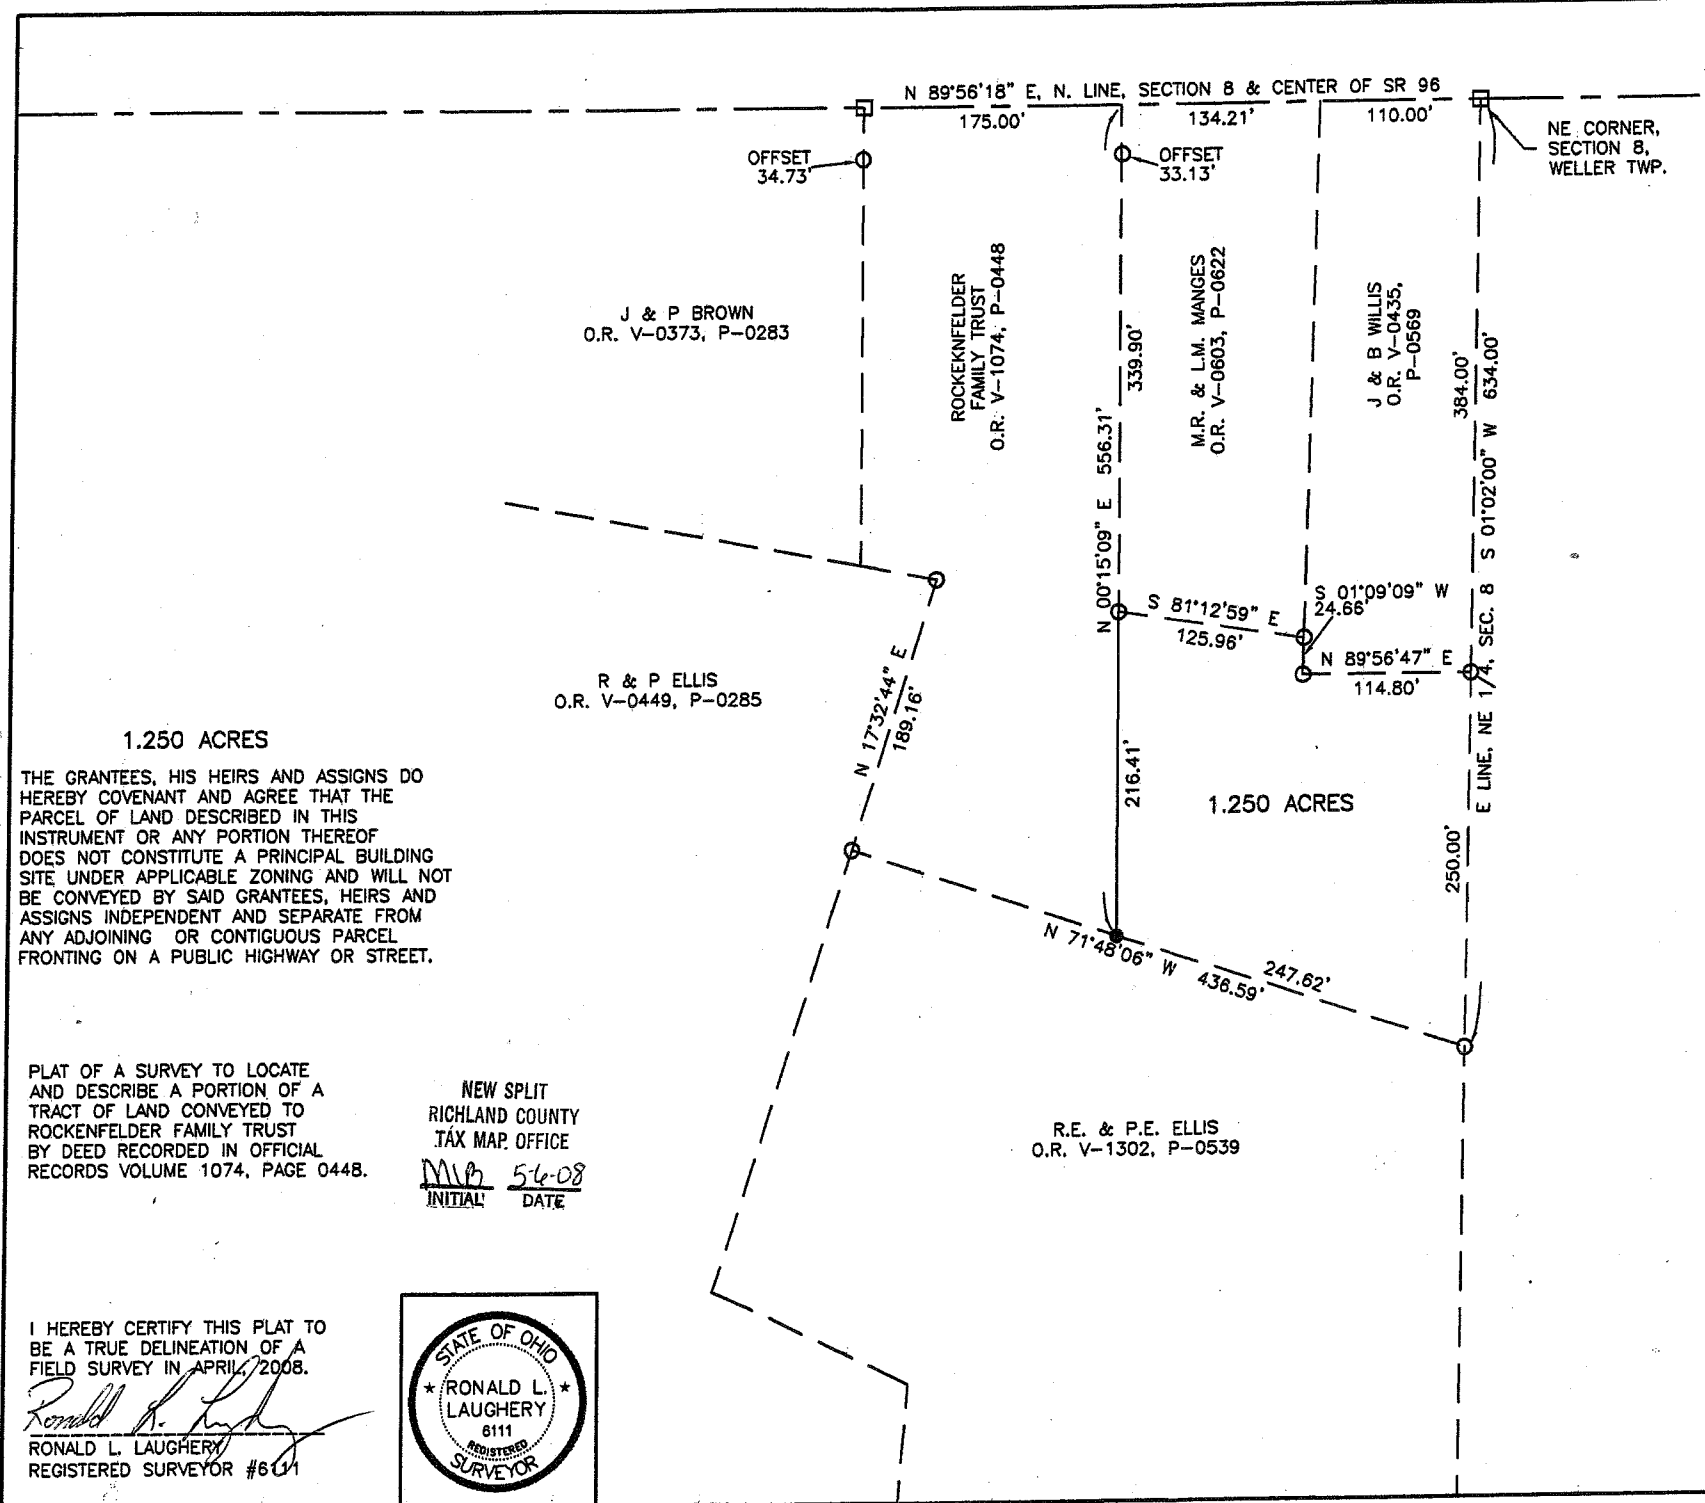 N 89°56'18" E, N. LINE, SECTION 8 & CENTER OF SR 96
175.00'
134.21'
110.00'
NE CORNER,
SECTION 8,
WELLER TWP.
OFFSET
34.73'
OFFSET
33.13'
J & P BROWN
O.R. V-0373, P-0283
ROCKEKNFELDER
FAMILY TRUST
O.R. V-1074, P-0448
N 00°15'09" E 556.31'
339.90'
M.R. & L.M. MANGES
O.R. V-0603, P-0622
J & B WILLIS
O.R. V-0435,
P-0569
384.00'
E LINE, NE 1/4, SEC. 8 S 01°02'00" W 634.00'
S 81°12'59" E
125.96'
S 01°09'09" W
24.66'
N 89°56'47" E
114.80'
R & P ELLIS
O.R. V-0449, P-0285
N 17°32'44" E
189.16'
216.41'
1.250 ACRES
250.00'
N 71°48'06" W 436.59'
247.62'
1.250 ACRES
THE GRANTEES, HIS HEIRS AND ASSIGNS DO
HEREBY COVENANT AND AGREE THAT THE
PARCEL OF LAND DESCRIBED IN THIS
INSTRUMENT OR ANY PORTION THEREOF
DOES NOT CONSTITUTE A PRINCIPAL BUILDING
SITE UNDER APPLICABLE ZONING AND WILL NOT
BE CONVEYED BY SAID GRANTEES, HEIRS AND
ASSIGNS INDEPENDENT AND SEPARATE FROM
ANY ADJOINING OR CONTIGUOUS PARCEL
FRONTING ON A PUBLIC HIGHWAY OR STREET.
PLAT OF A SURVEY TO LOCATE
AND DESCRIBE A PORTION OF A
TRACT OF LAND CONVEYED TO
ROCKENFELDER FAMILY TRUST
BY DEED RECORDED IN OFFICIAL
RECORDS VOLUME 1074, PAGE 0448.
NEW SPLIT
RICHLAND COUNTY
TAX MAP OFFICE
MLB 5-6-08
INITIAL DATE
R.E. & P.E. ELLIS
O.R. V-1302, P-0539
I HEREBY CERTIFY THIS PLAT TO
BE A TRUE DELINEATION OF A
FIELD SURVEY IN APRIL, 2008.
Ronald L. Laughery
RONALD L. LAUGHERY
REGISTERED SURVEYOR #6111
STATE OF OHIO
RONALD L.
LAUGHERY
6111
REGISTERED
SURVEYOR